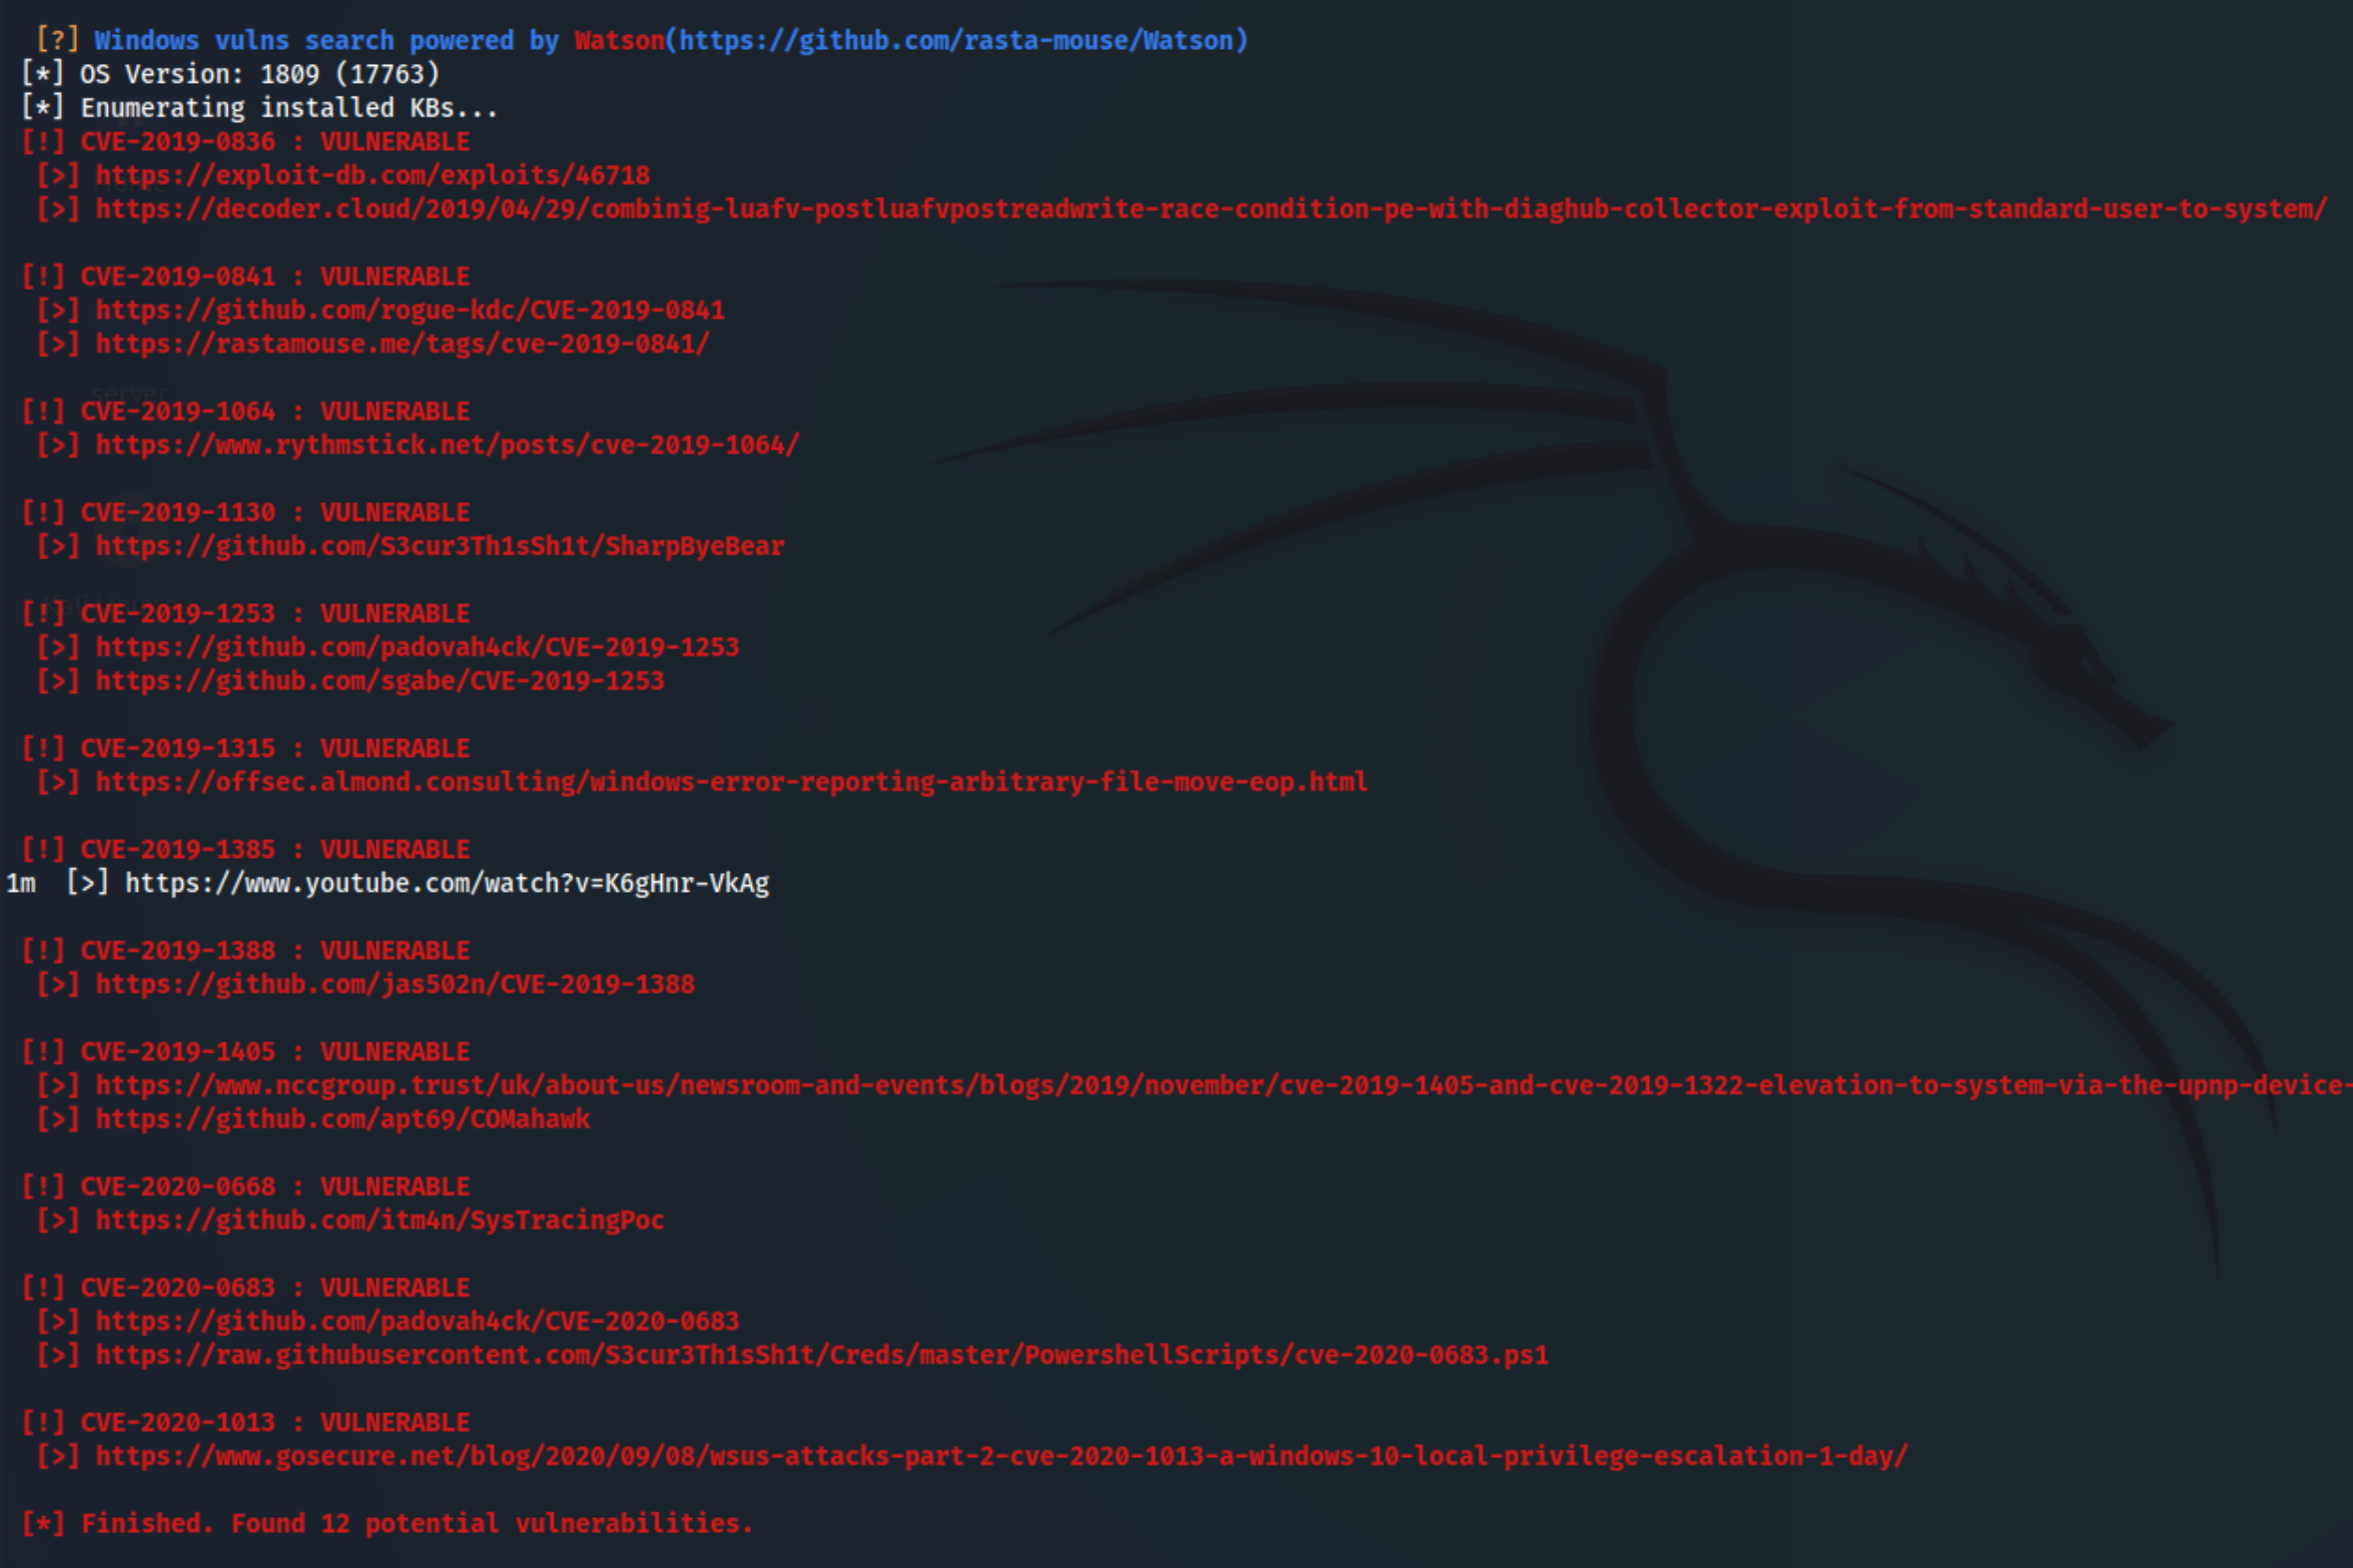 [?] Windows vulns search powered by Watson(https://github.com/rasta-mouse/Watson)
[*] OS Version: 1809 (17763)
[*] Enumerating installed KBs...
[!] CVE-2019-0836 : VULNERABLE
[>] https://exploit-db.com/exploits/46718
[>] https://decoder.cloud/2019/04/29/combinig-luafv-postluafvpostreadwrite-race-condition-pe-with-diaghub-collector-exploit-from-standard-user-to-system/
[!] CVE-2019-0841 : VULNERABLE
[>] https://github.com/rogue-kdc/CVE-2019-0841
[>] https://rastamouse.me/tags/cve-2019-0841/
server
[!] CVE-2019-1064 : VULNERABLE
[>] https://www.rythmstick.net/posts/cve-2019-1064/
[!] CVE-2019-1130 : VULNERABLE
[>] https://github.com/S3cur3Th1sSh1t/SharpByeBear
[!] CVE-2019-1253 : VULNERABLE
[>] https://github.com/padovah4ck/CVE-2019-1253
[>] https://github.com/sgabe/CVE-2019-1253
[!] CVE-2019-1315 : VULNERABLE
[>] https://offsec.almond.consulting/windows-error-reporting-arbitrary-file-move-eop.html
[!] CVE-2019-1385 : VULNERABLE
1m [>] https://www.youtube.com/watch?v=K6gHnr-VkAg
[!] CVE-2019-1388 : VULNERABLE
[>] https://github.com/jas502n/CVE-2019-1388
[!] CVE-2019-1405 : VULNERABLE
[>] https://www.nccgroup.trust/uk/about-us/newsroom-and-events/blogs/2019/november/cve-2019-1405-and-cve-2019-1322-elevation-to-system-via-the-upnp-device-
[>] https://github.com/apt69/COMahawk
[!] CVE-2020-0668 : VULNERABLE
[>] https://github.com/itm4n/SysTracingPoc
[!] CVE-2020-0683 : VULNERABLE
[>] https://github.com/padovah4ck/CVE-2020-0683
[>] https://raw.githubusercontent.com/S3cur3Th1sSh1t/Creds/master/PowershellScripts/cve-2020-0683.ps1
[!] CVE-2020-1013 : VULNERABLE
[>] https://www.gosecure.net/blog/2020/09/08/wsus-attacks-part-2-cve-2020-1013-a-windows-10-local-privilege-escalation-1-day/
[*] Finished. Found 12 potential vulnerabilities.